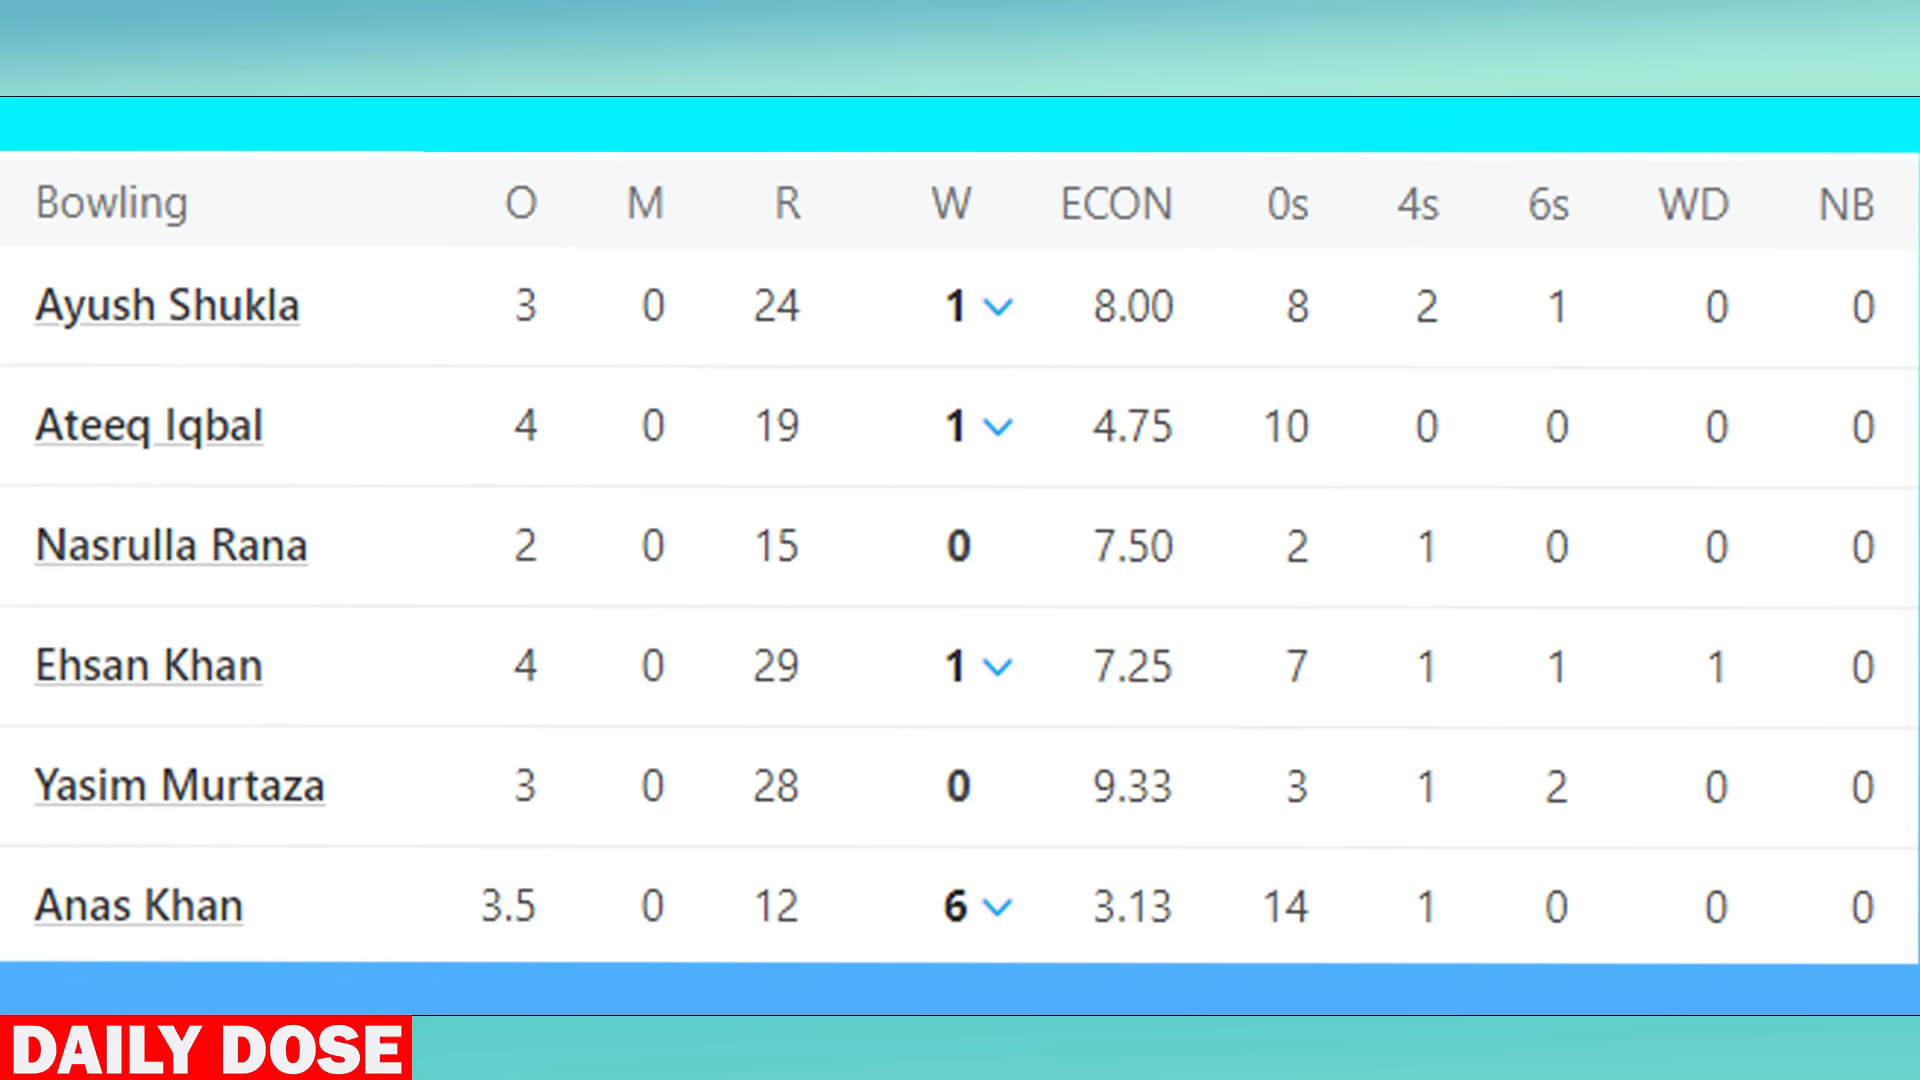 Bowling O M R W ECON 0s 4s 6s WD NB
Ayush Shukla 3 0 24 1 8.00 8 2 1 0 0
Ateeq Iqbal 4 0 19 1 4.75 10 0 0 0 0
Nasrulla Rana 2 0 15 0 7.50 2 1 0 0 0
Ehsan Khan 4 0 29 1 7.25 7 1 1 1 0
Yasim Murtaza 3 0 28 0 9.33 3 1 2 0 0
Anas Khan 3.5 0 12 6 3.13 14 1 0 0 0
DAILY DOSE